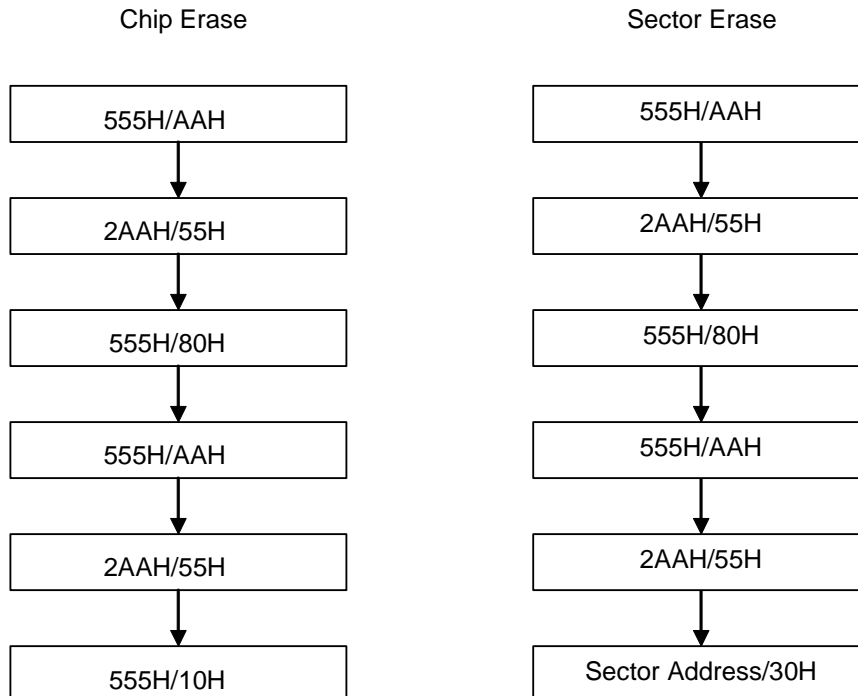 Chip Erase
555H/AAH
2AAH/55H
555H/80H
555H/AAH
2AAH/55H
555H/10H
Sector Erase
555H/AAH
2AAH/55H
555H/80H
555H/AAH
2AAH/55H
Sector Address/30H